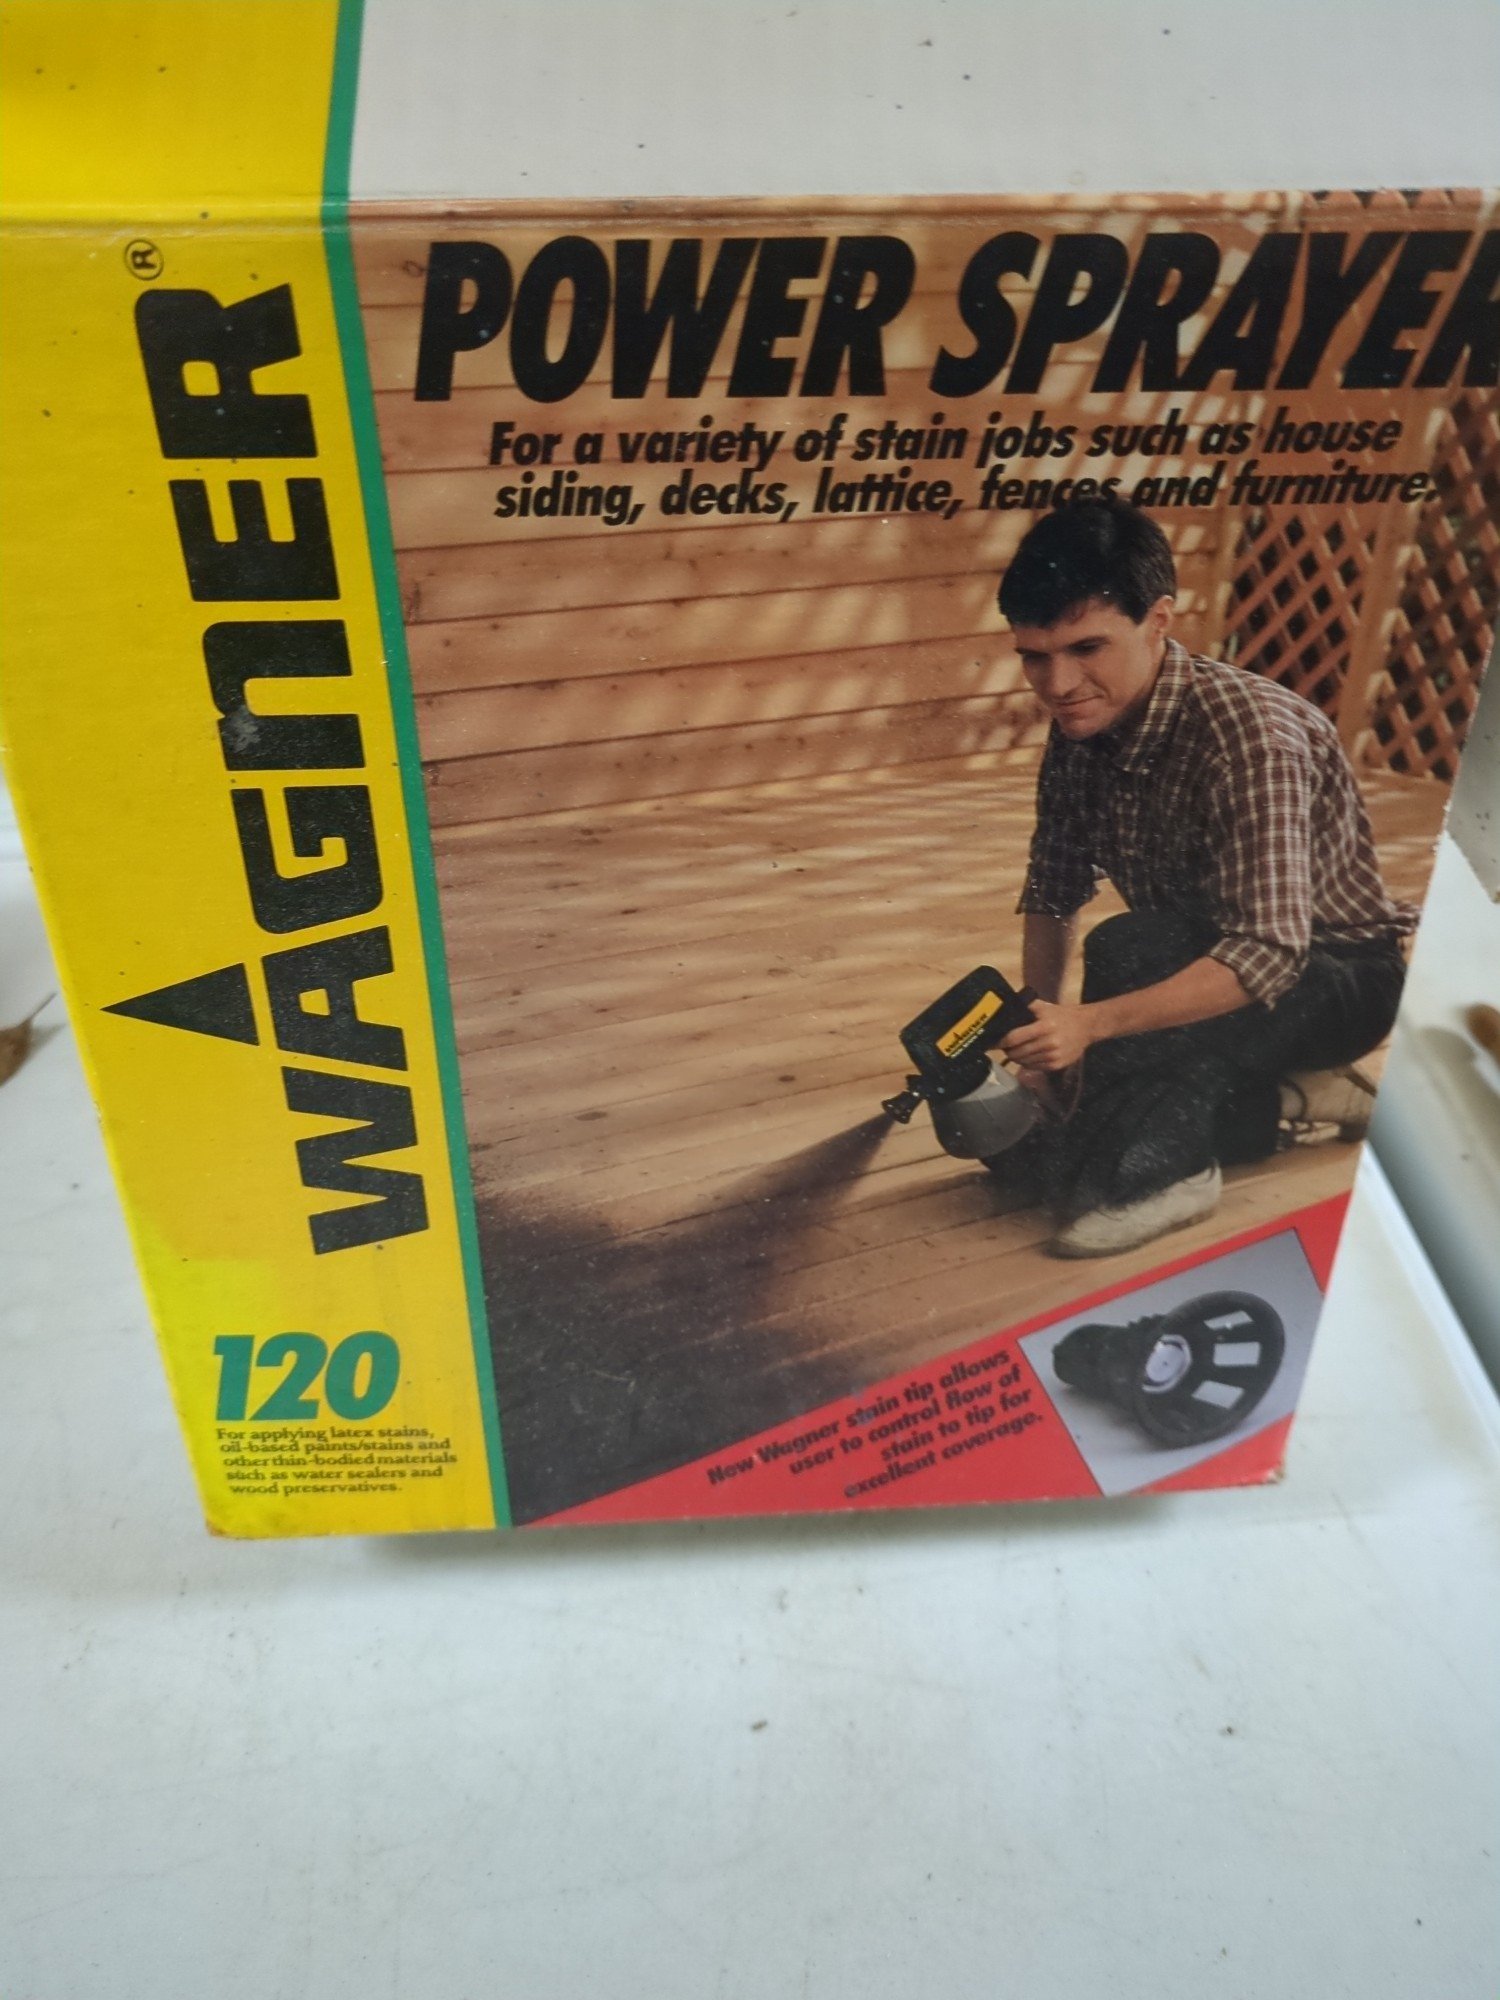 WAGNER®
POWER SPRAYER
For a variety of stain jobs such as house
siding, decks, lattice, fences and furniture.
120
For applying latex stains,
oil-based paints/stains and
other thin-bodied materials
such as water sealers and
wood preservatives.
New Wagner stain tip allows
user to control flow of
stain to tip for
excellent coverage.